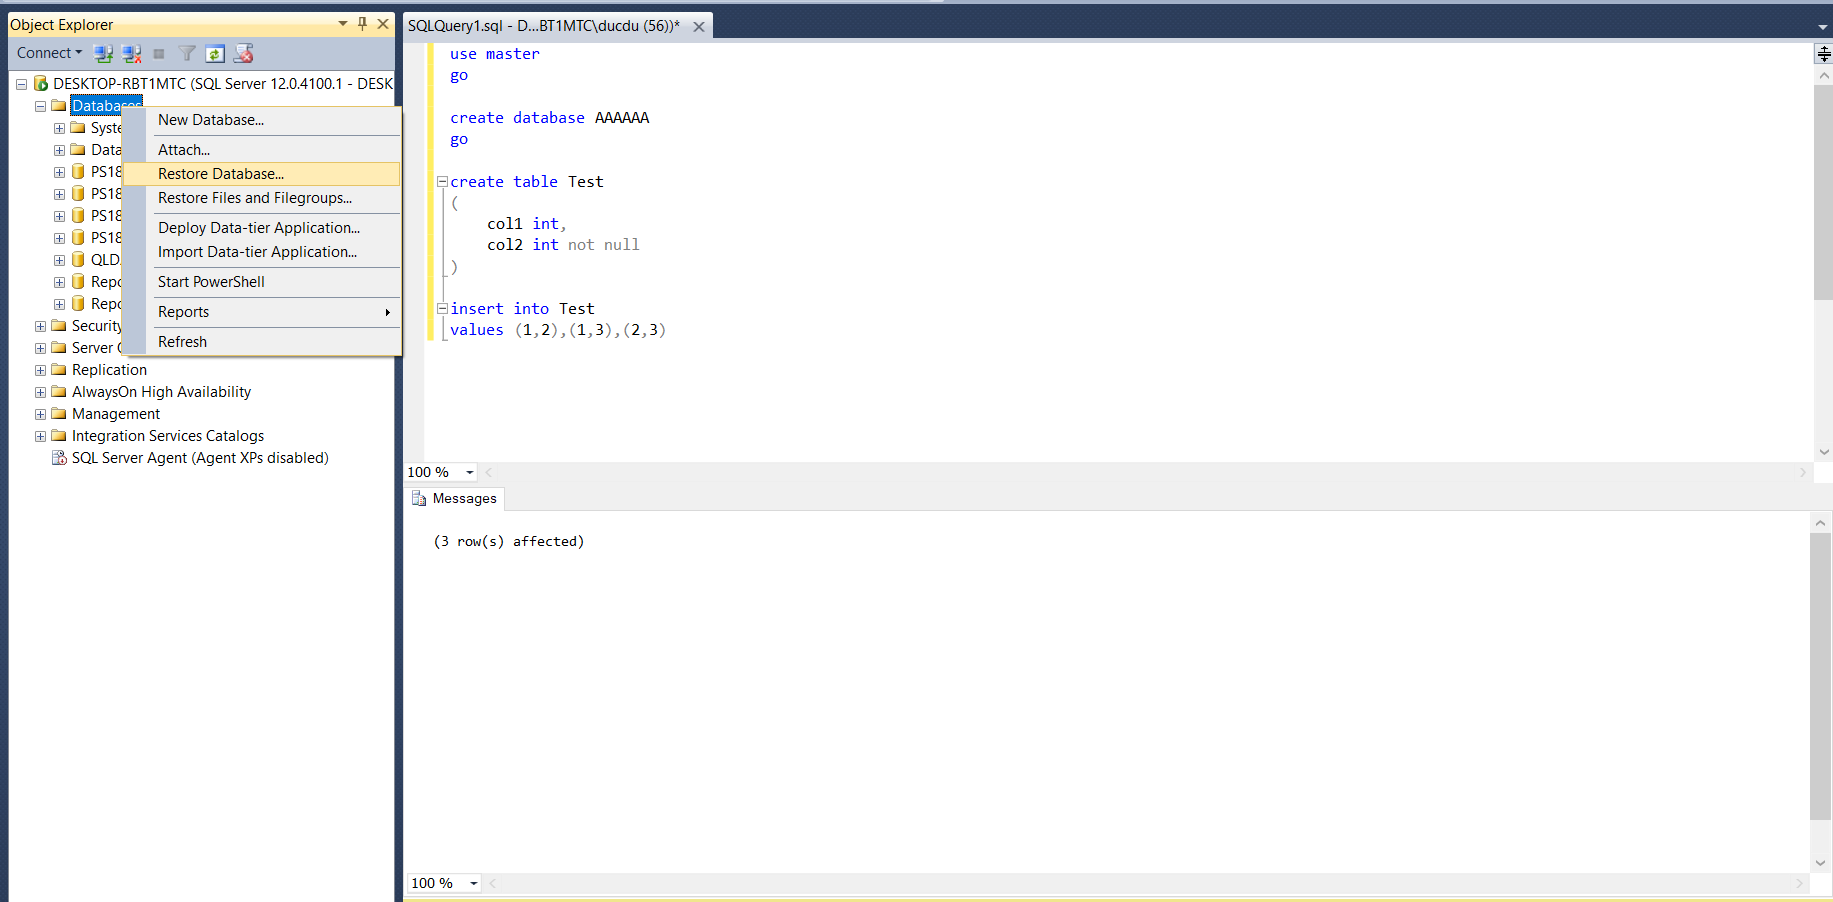 Object Explorer
Connect
DESKTOP-RBT1MTC (SQL Server 12.0.4100.1 - DESK
Databases
Syste
Data
PS18
PS18
PS18
PS18
QLD
Repo
Repo
Security
Server
Replication
AlwaysOn High Availability
Management
Integration Services Catalogs
SQL Server Agent (Agent XPs disabled)
New Database...
Attach...
Restore Database...
Restore Files and Filegroups...
Deploy Data-tier Application...
Import Data-tier Application...
Start PowerShell
Reports
Refresh
SQLQuery1.sql - D...BT1MTC\ducdu (56))*
use master
go
create database AAAAAA
go
create table Test
(
col1 int,
col2 int not null
)
insert into Test
values (1,2),(1,3),(2,3)
100 %
Messages
(3 row(s) affected)
100 %